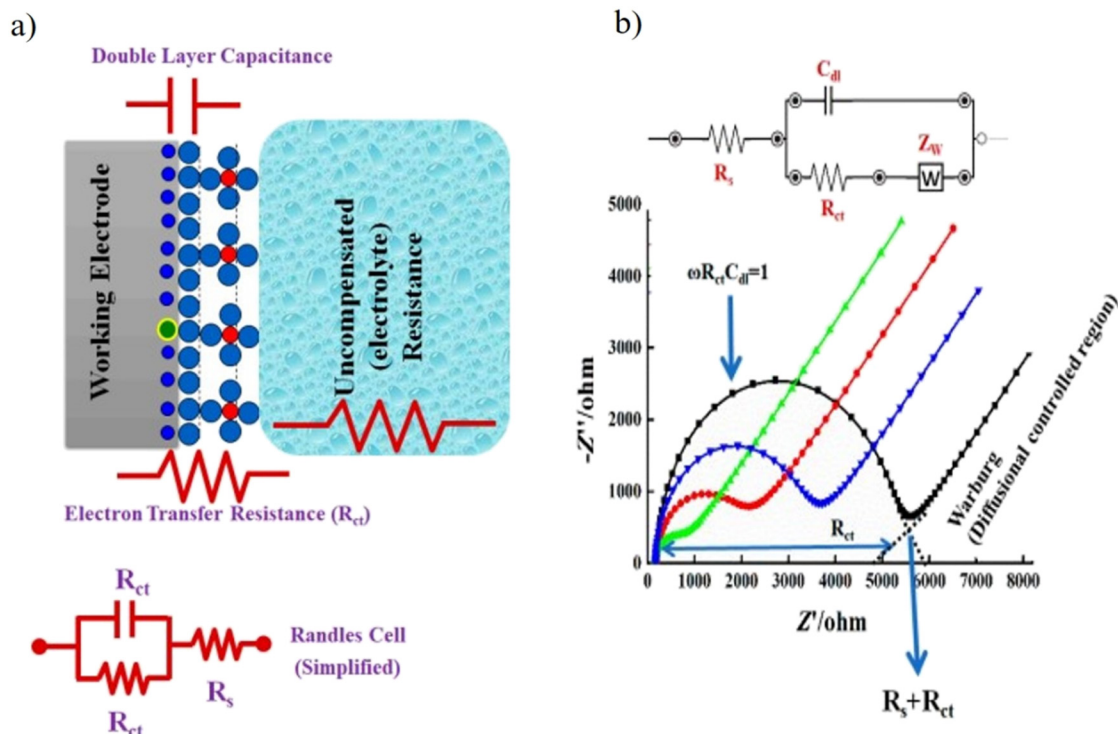 a)
Double Layer Capacitance
Working Electrode
Uncompensated
(electrolyte)
Resistance
Electron Transfer Resistance (Rct)
Rct
Rct
Rs
Randles Cell
(Simplified)
b)
Cdl
Rs
Rct
ZW
W
5000
4000
3000
2000
1000
0
-Z''/ohm
ωRctCdl=1
Rct
Warburg
(Diffusional controlled region)
0 1000 2000 3000 4000 5000 6000 7000 8000
Z'/ohm
Rs+Rct